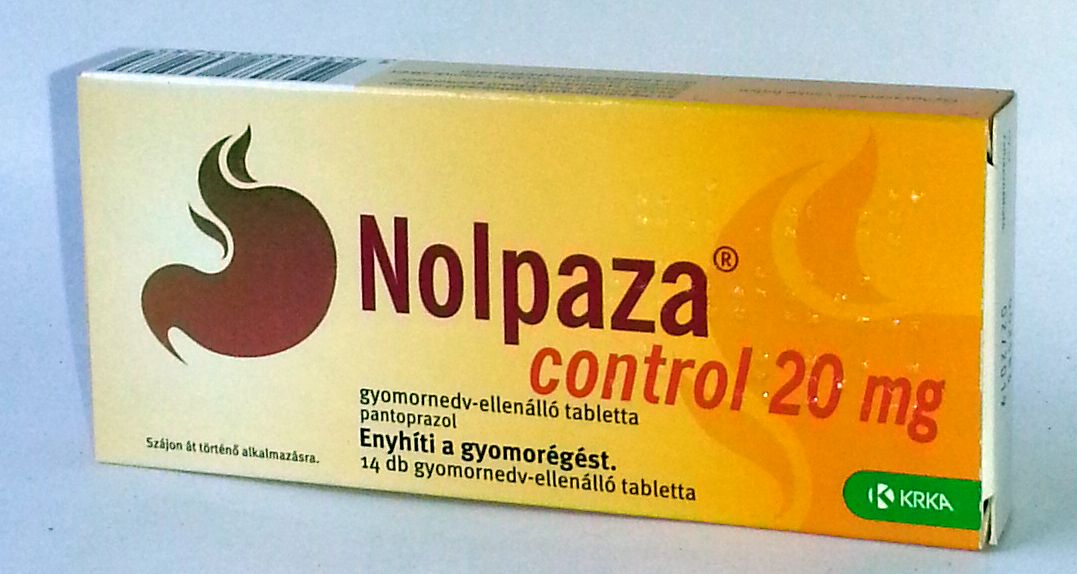 Nolpaza®
control 20 mg
gyomornedv-ellenálló tabletta
pantoprazol
Enyhíti a gyomorégést.
14 db gyomornedv-ellenálló tabletta
Szájon át történő alkalmazásra.
KRKA